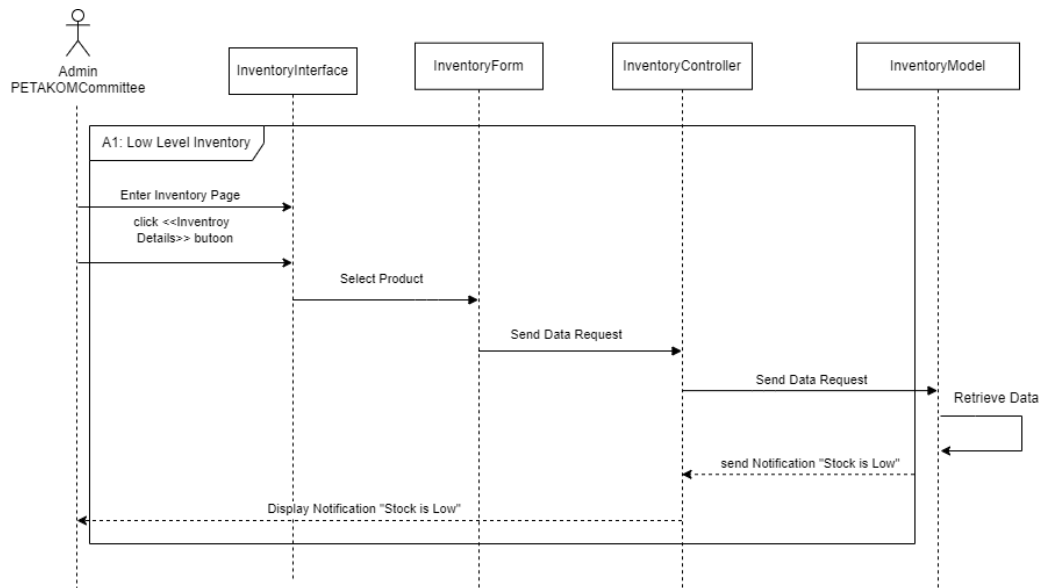 Admin
PETAKOMCommittee
InventoryInterface
InventoryForm
InventoryController
InventoryModel
A1: Low Level Inventory
Enter Inventory Page
click <<Inventroy
Details>> butoon
Select Product
Send Data Request
Send Data Request
Retrieve Data
send Notification "Stock is Low"
Display Notification "Stock is Low"